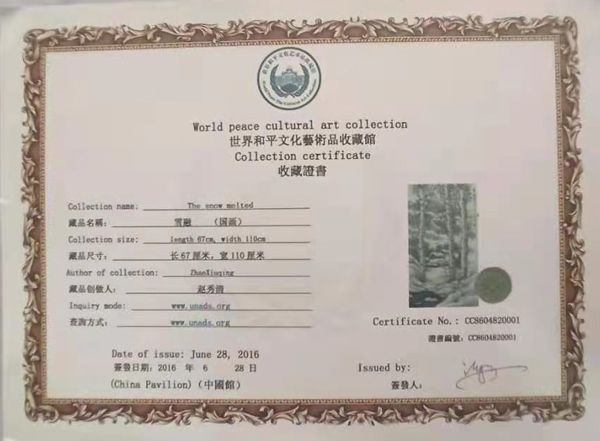 World peace cultural art collection
世界和平文化藝術品收藏館
Collection certificate
收藏證書
Collection name: The snow melted
藏品名稱： 雪融 （国画）
Collection size: length 67cm, width 110cm
藏品尺寸： 长67厘米，宽110厘米
Author of collection: ZhaoXiuqing
藏品創做人： 赵秀清
Inquiry mode: www.unads.org
查詢方式： www.unads.org
Certificate No.: CC8604820001
證書編號：CC8604820001
Date of issue: June 28, 2016
簽發日期：2016 年 6 28 日
(China Pavilion)（中國館）
Issued by:
簽發人：